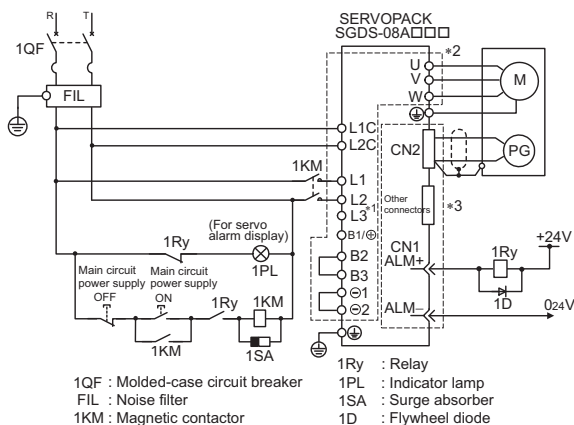 R T
SERVOPACK
SGDS-08A□□□
1QF
*2
U
V
W
M
FIL
L1C
L2C
CN2
PG
1KM
L1
L2
L3 *1
Other connectors
*3
(For servo alarm display)
1Ry
1PL
B1/⊕
B2
B3
⊖1
⊖2
CN1
ALM+
1Ry
+24V
1D
ALM−
024V
Main circuit power supply
OFF
Main circuit power supply
ON
1Ry
1KM
1KM
1SA
1QF : Molded-case circuit breaker
FIL : Noise filter
1KM : Magnetic contactor
1Ry : Relay
1PL : Indicator lamp
1SA : Surge absorber
1D : Flywheel diode